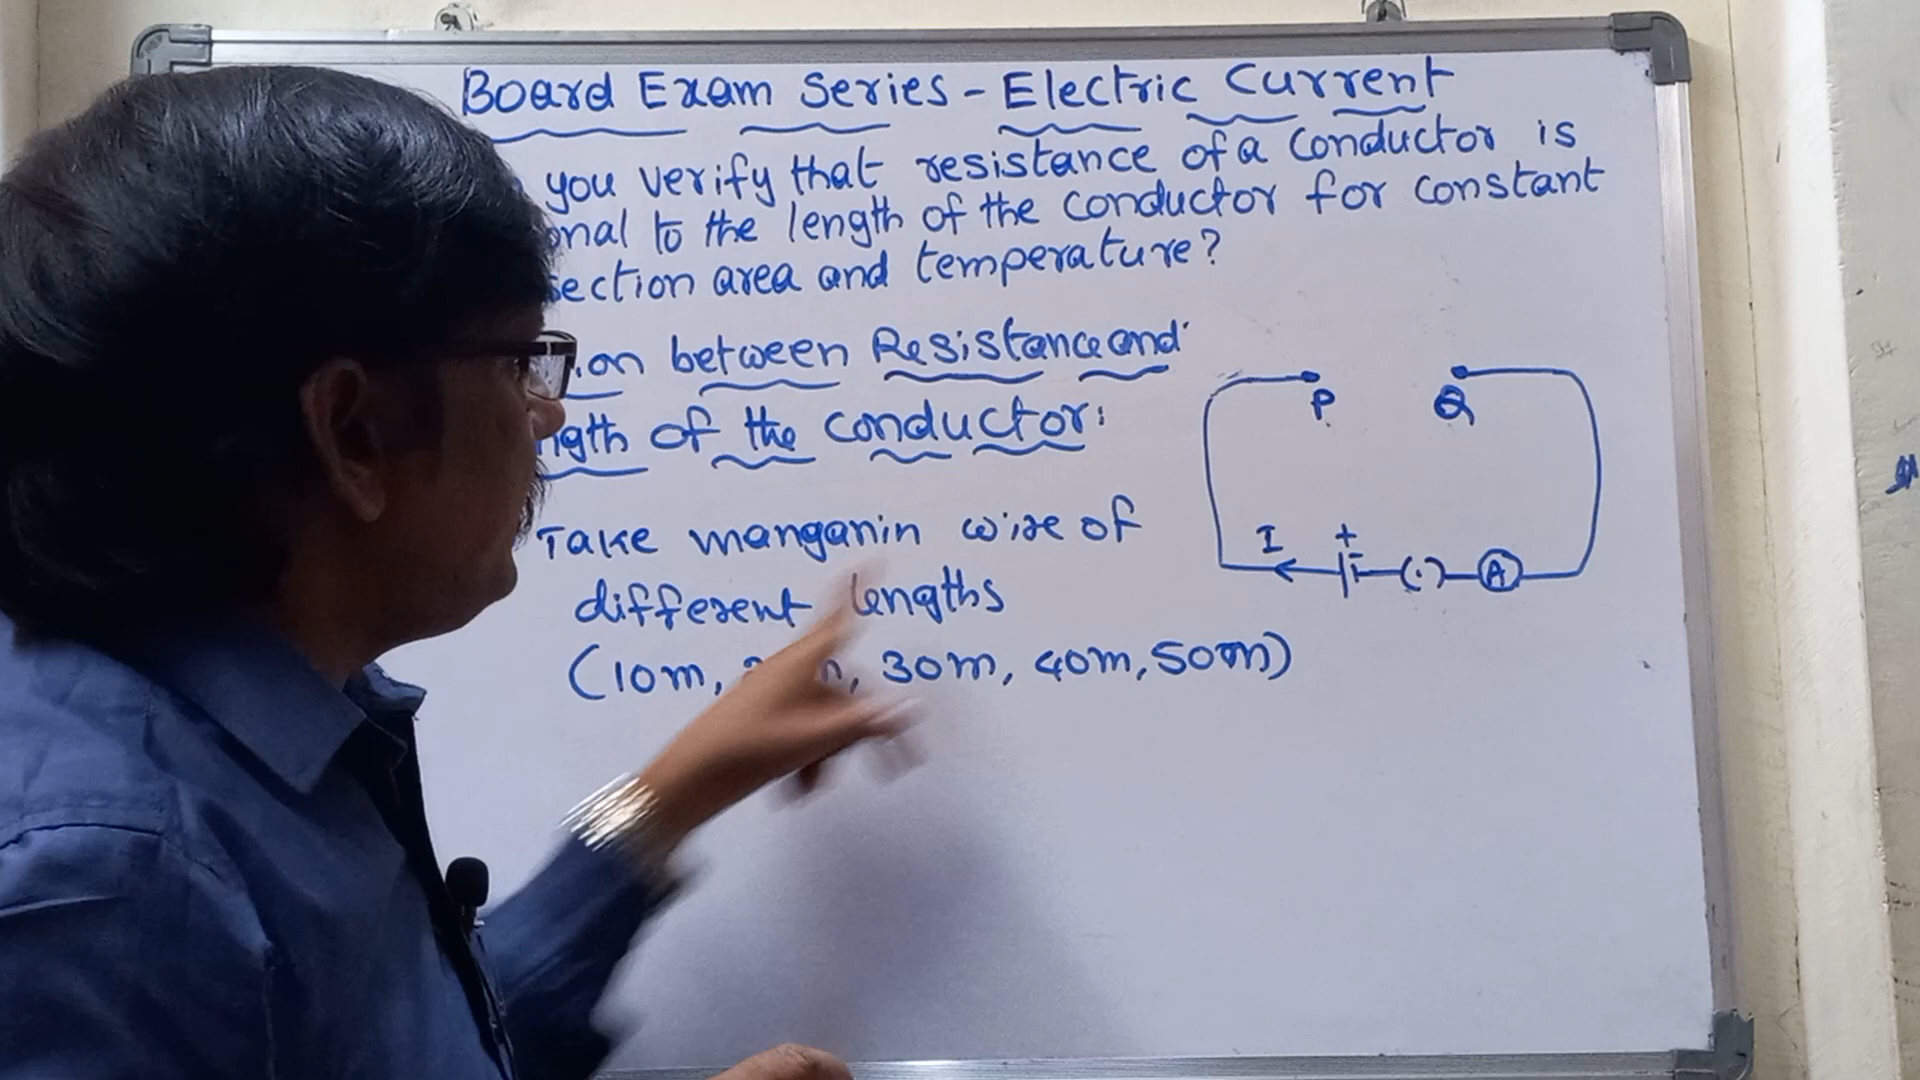 Board Exam Series - Electric Current
you verify that resistance of a conductor is
onal to the length of the conductor for constant
section area and temperature?
on between Resistance and
ngth of the conductor:
Take manganin wire of
different lengths
(10m, 30m, 40m, 50m)
P Q
I +
(·) A